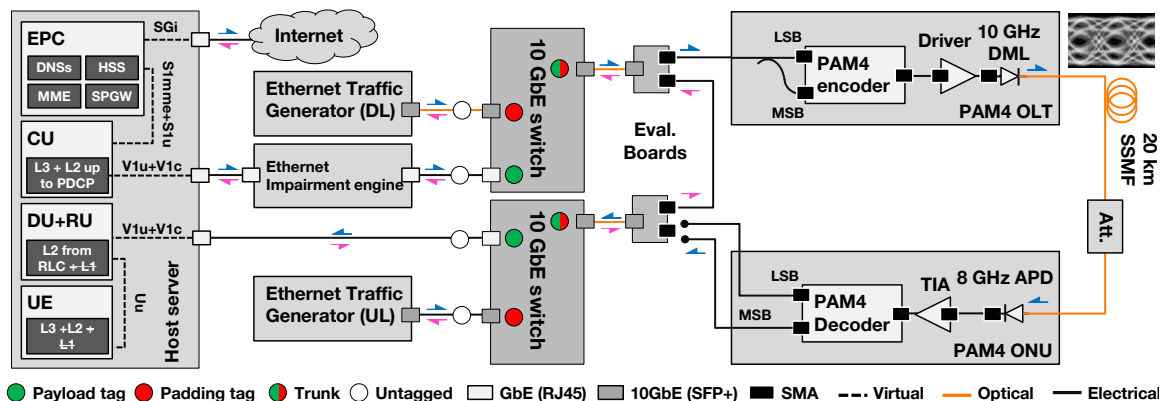 EPC
DNSs
HSS
MME
SPGW
CU
L3 + L2 up
to PDCP
DU+RU
L2 from
RLC + L1
UE
L3 +L2 +
L1
SGi
S1mme+S1u
V1u+V1c
V1u+V1c
Uu
Host server
Internet
Ethernet Traffic
Generator (DL)
Ethernet
Impairment engine
Ethernet Traffic
Generator (UL)
10 GbE switch
10 GbE switch
Eval.
Boards
LSB
MSB
PAM4
encoder
Driver
10 GHz
DML
PAM4 OLT
20 km
SSMF
Att.
LSB
MSB
PAM4
Decoder
TIA
8 GHz APD
PAM4 ONU
Payload tag
Padding tag
Trunk
Untagged
GbE (RJ45)
10GbE (SFP+)
SMA
Virtual
Optical
Electrical